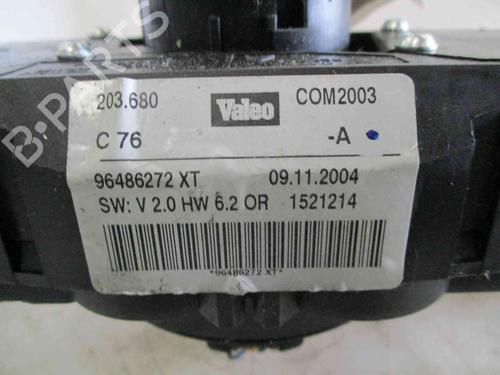 B-PARTS
203.680 Valeo COM2003
C 76 -A
96486272 XT 09.11.2004
SW: V 2.0 HW 6.2 OR 1521214
*96486272 XT*